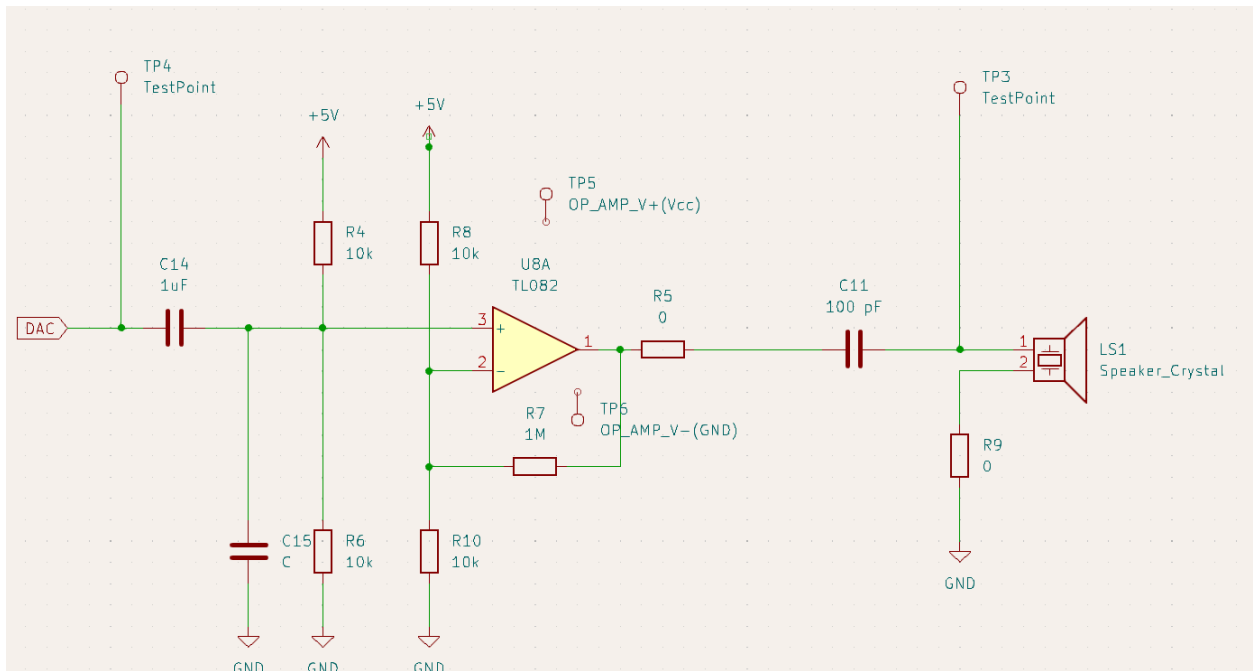 TP4
TestPoint
+5V
+5V
TP3
TestPoint
TP5
OP_AMP_V+(Vcc)
R4
10k
R8
10k
C14
1uF
U8A
TL082
R5
0
C11
100 pF
DAC
3
+
2
−
1
1
2
LS1
Speaker_Crystal
R7
1M
TP6
OP_AMP_V−(GND)
R9
0
C15
C
R6
10k
R10
10k
GND
GND
GND
GND